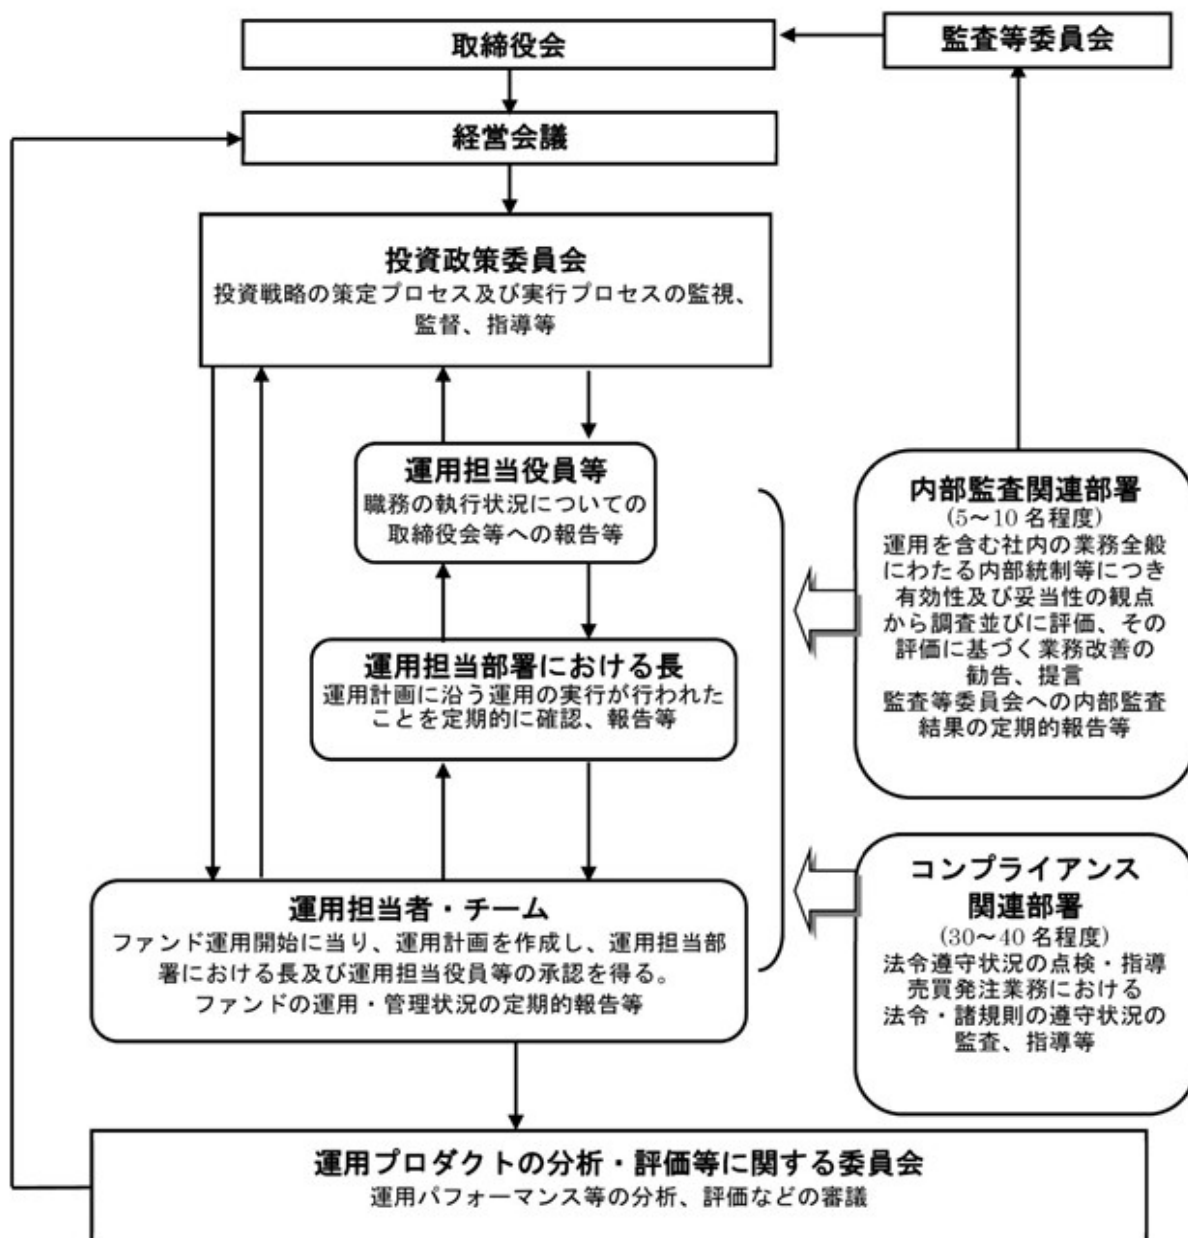 取締役会
監査等委員会
経営会議
投資政策委員会
投資戦略の策定プロセス及び実行プロセスの監視、
監督、指導等
運用担当役員等
職務の執行状況についての
取締役会等への報告等
運用担当部署における長
運用計画に沿う運用の実行が行われた
ことを定期的に確認、報告等
運用担当者・チーム
ファンド運用開始に当り、運用計画を作成し、運用担当部
署における長及び運用担当役員等の承認を得る。
ファンドの運用・管理状況の定期的報告等
内部監査関連部署
(5~10 名程度)
運用を含む社内の業務全般
にわたる内部統制等につき
有効性及び妥当性の観点
から調査並びに評価、その
評価に基づく業務改善の
勧告、提言
監査等委員会への内部監査
結果の定期的報告等
コンプライアンス
関連部署
(30~40 名程度)
法令遵守状況の点検・指導
売買発注業務における
法令・諸規則の遵守状況の
監査、指導等
運用プロダクトの分析・評価等に関する委員会
運用パフォーマンス等の分析、評価などの審議